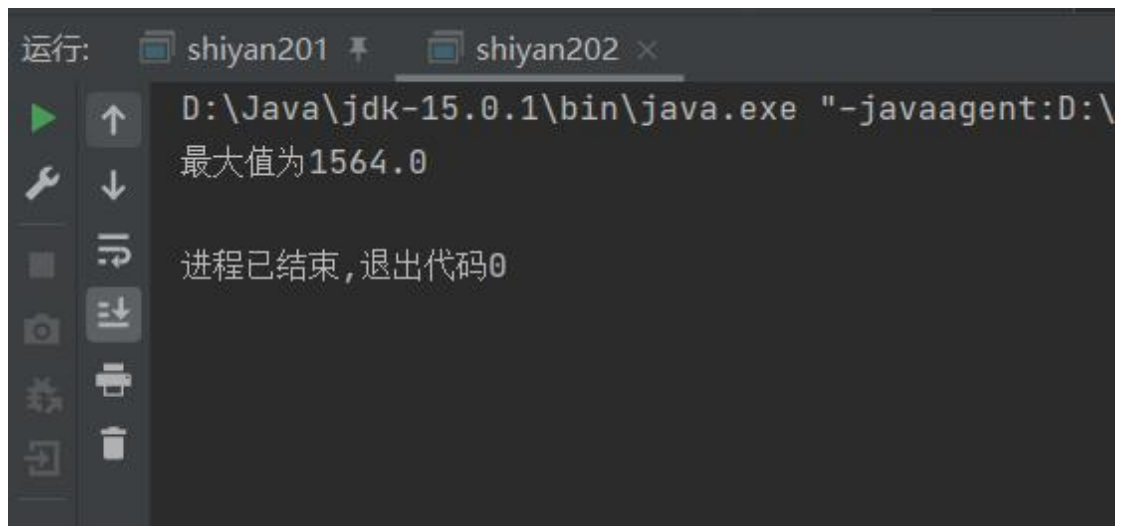 运行: shiyan201 shiyan202
D:\Java\jdk-15.0.1\bin\java.exe "-javaagent:D:\
最大值为1564.0
进程已结束,退出代码0